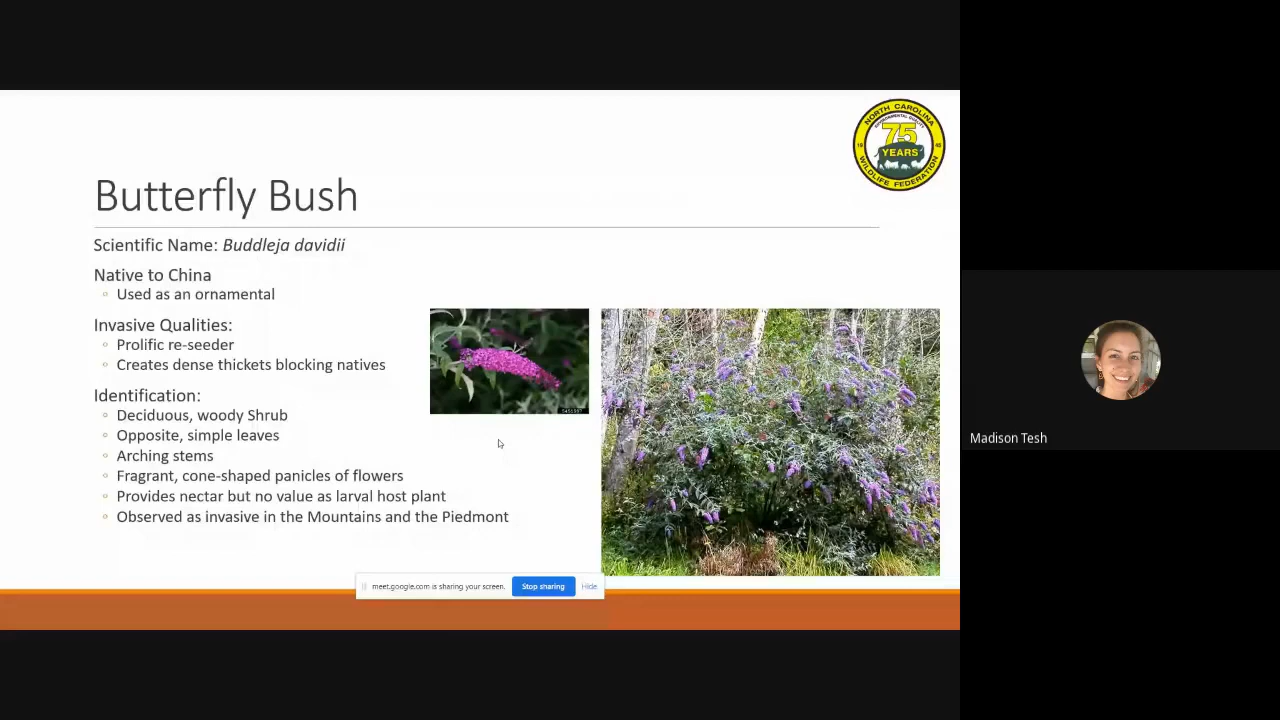 NORTH CAROLINA
75
YEARS
WILDLIFE FEDERATION
Butterfly Bush
Scientific Name: Buddleja davidii
Native to China
Used as an ornamental
Invasive Qualities:
Prolific re-seeder
Creates dense thickets blocking natives
Identification:
Deciduous, woody Shrub
Opposite, simple leaves
Arching stems
Fragrant, cone-shaped panicles of flowers
Provides nectar but no value as larval host plant
Observed as invasive in the Mountains and the Piedmont
meet.google.com is sharing your screen.
Stop sharing
Hide
Madison Tesh